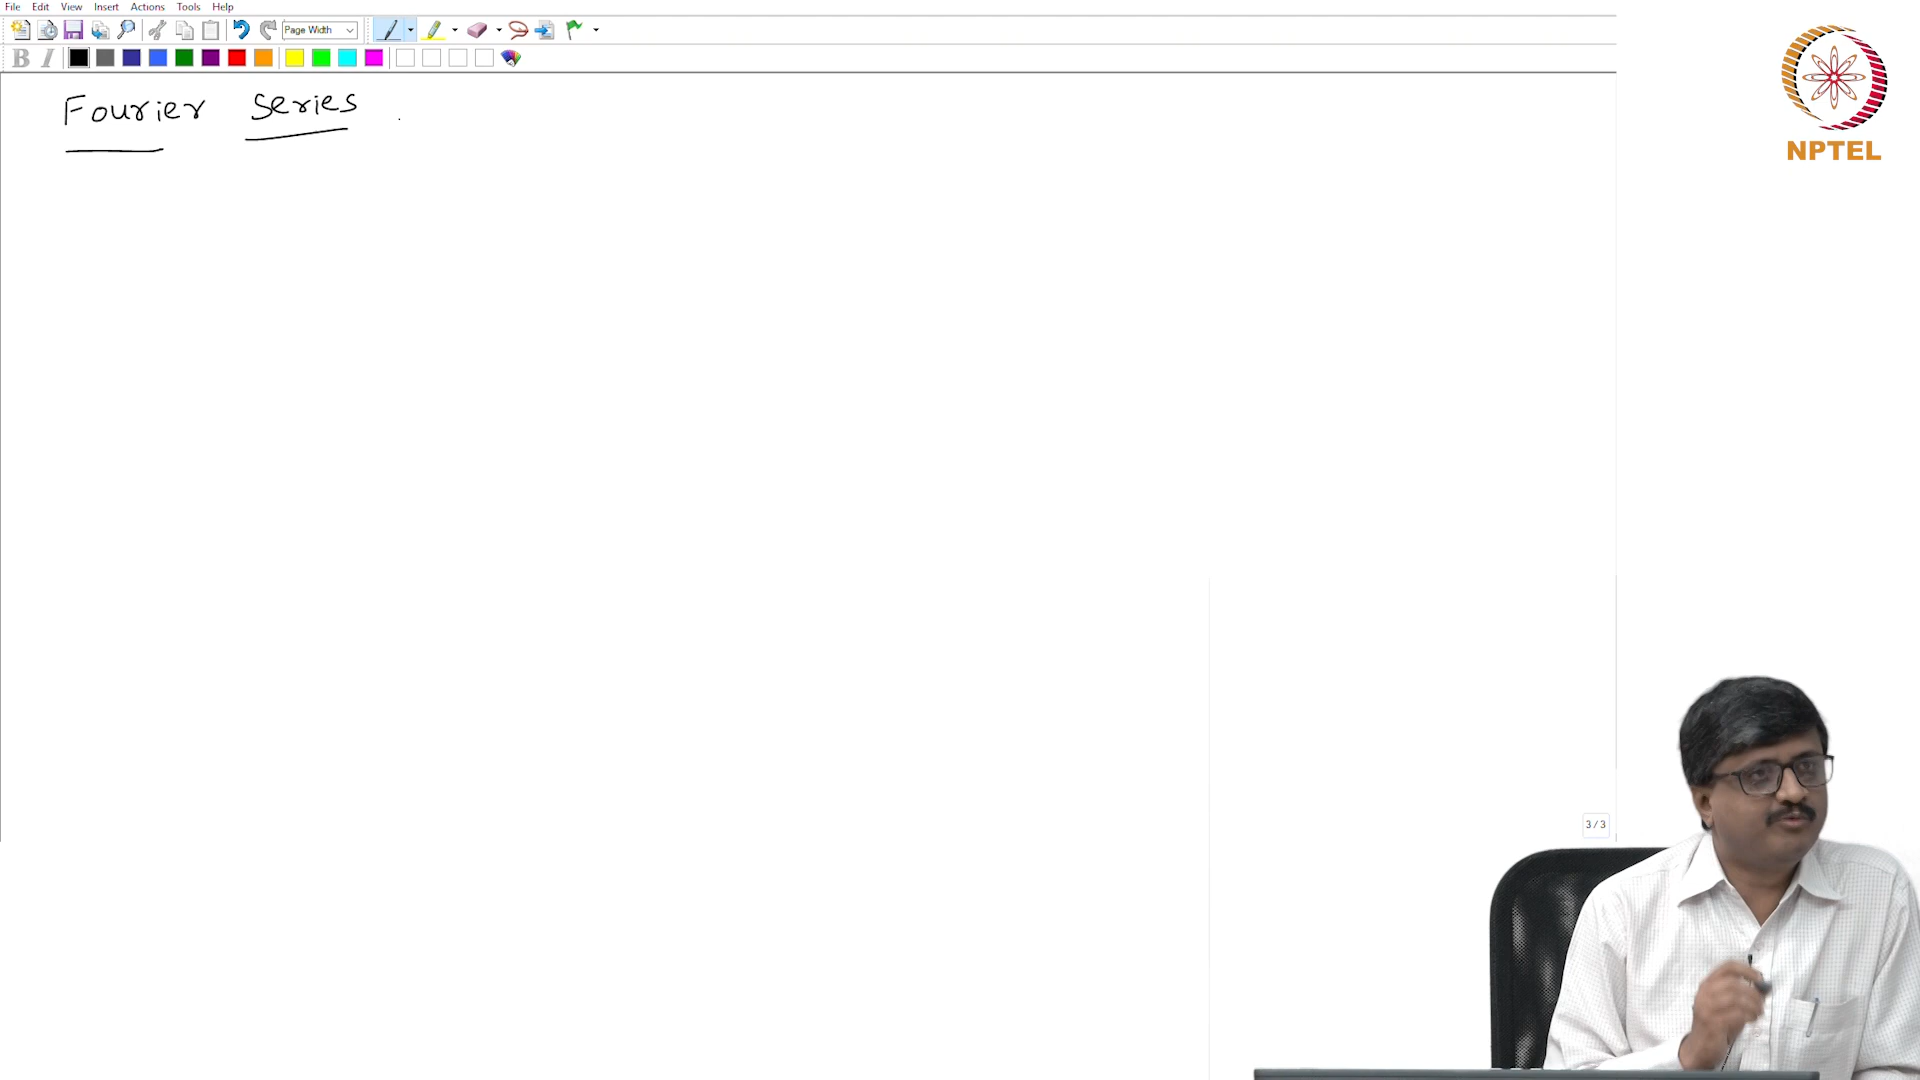 File Edit View Insert Actions Tools Help
Page Width
B I
Fourier Series
NPTEL
3 / 3